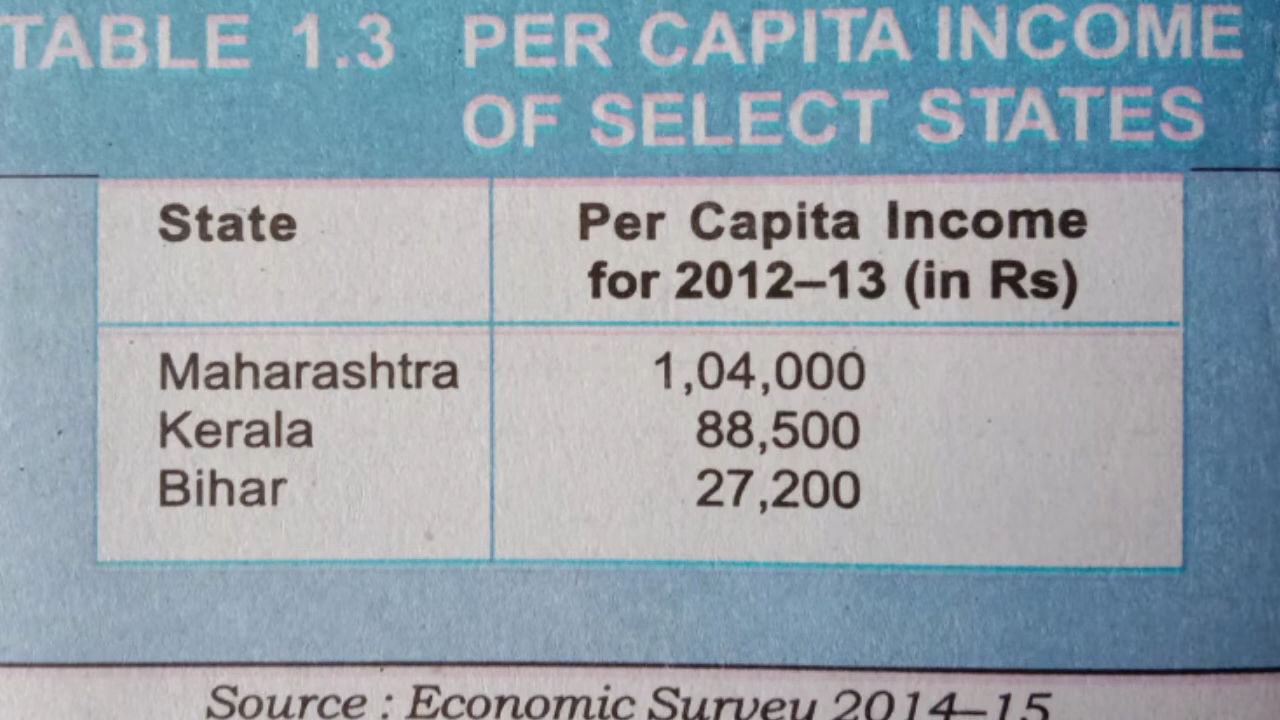 TABLE 1.3 PER CAPITA INCOME
OF SELECT STATES
State Per Capita Income
for 2012–13 (in Rs)
Maharashtra 1,04,000
Kerala 88,500
Bihar 27,200
Source : Economic Survey 2014–15